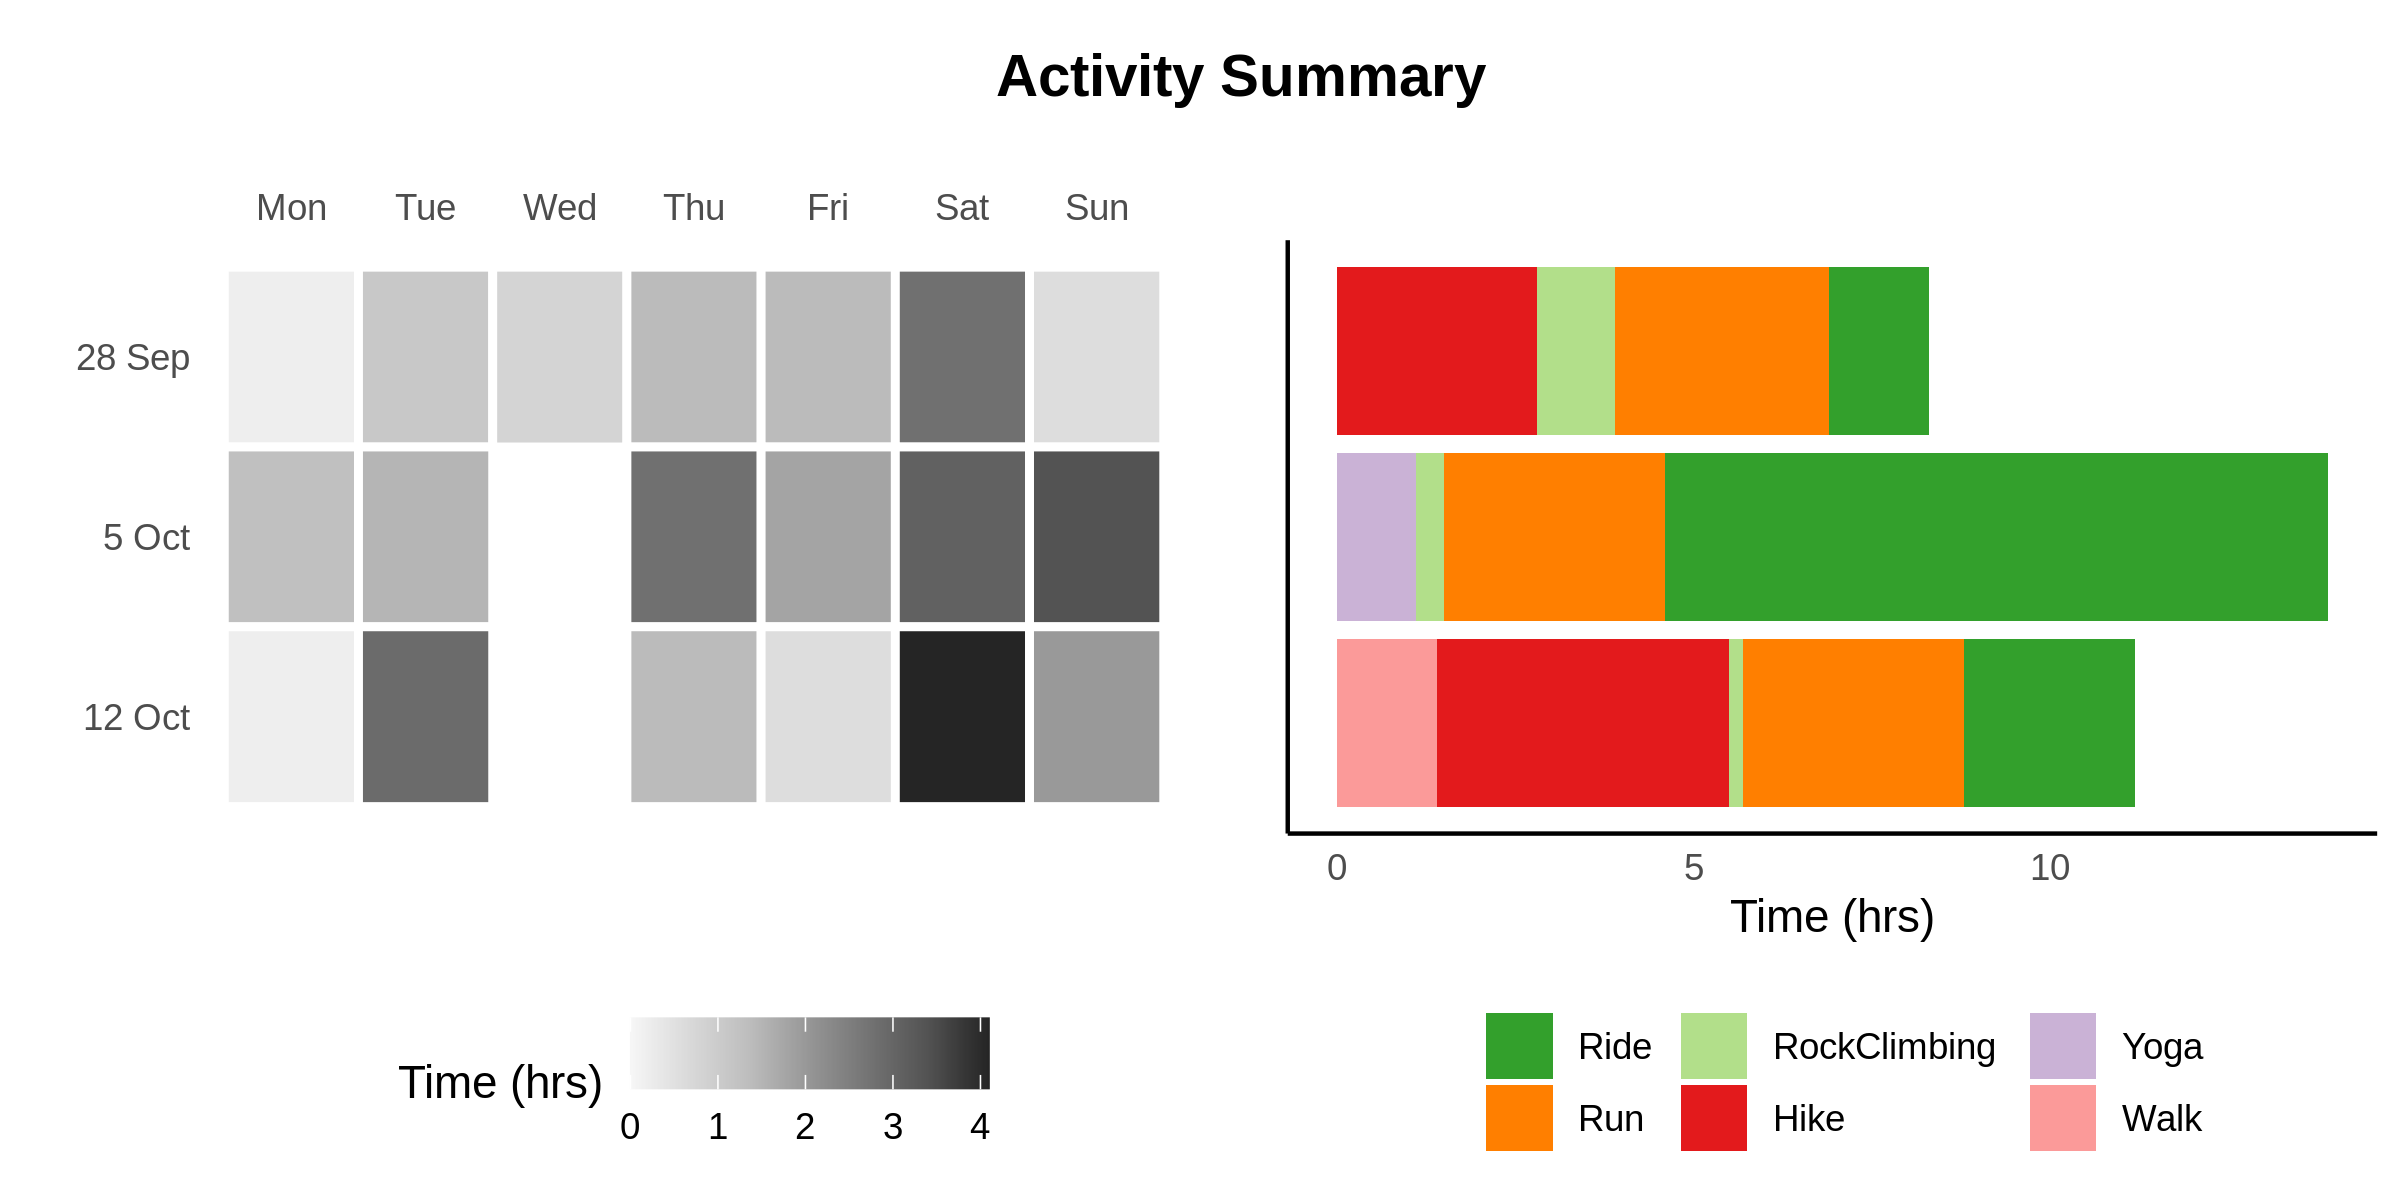 Activity Summary
Mon Tue Wed Thu Fri Sat Sun
28 Sep
5 Oct
12 Oct
0 5 10
Time (hrs)
Time (hrs)
0 1 2 3 4
Ride RockClimbing Yoga
Run Hike Walk